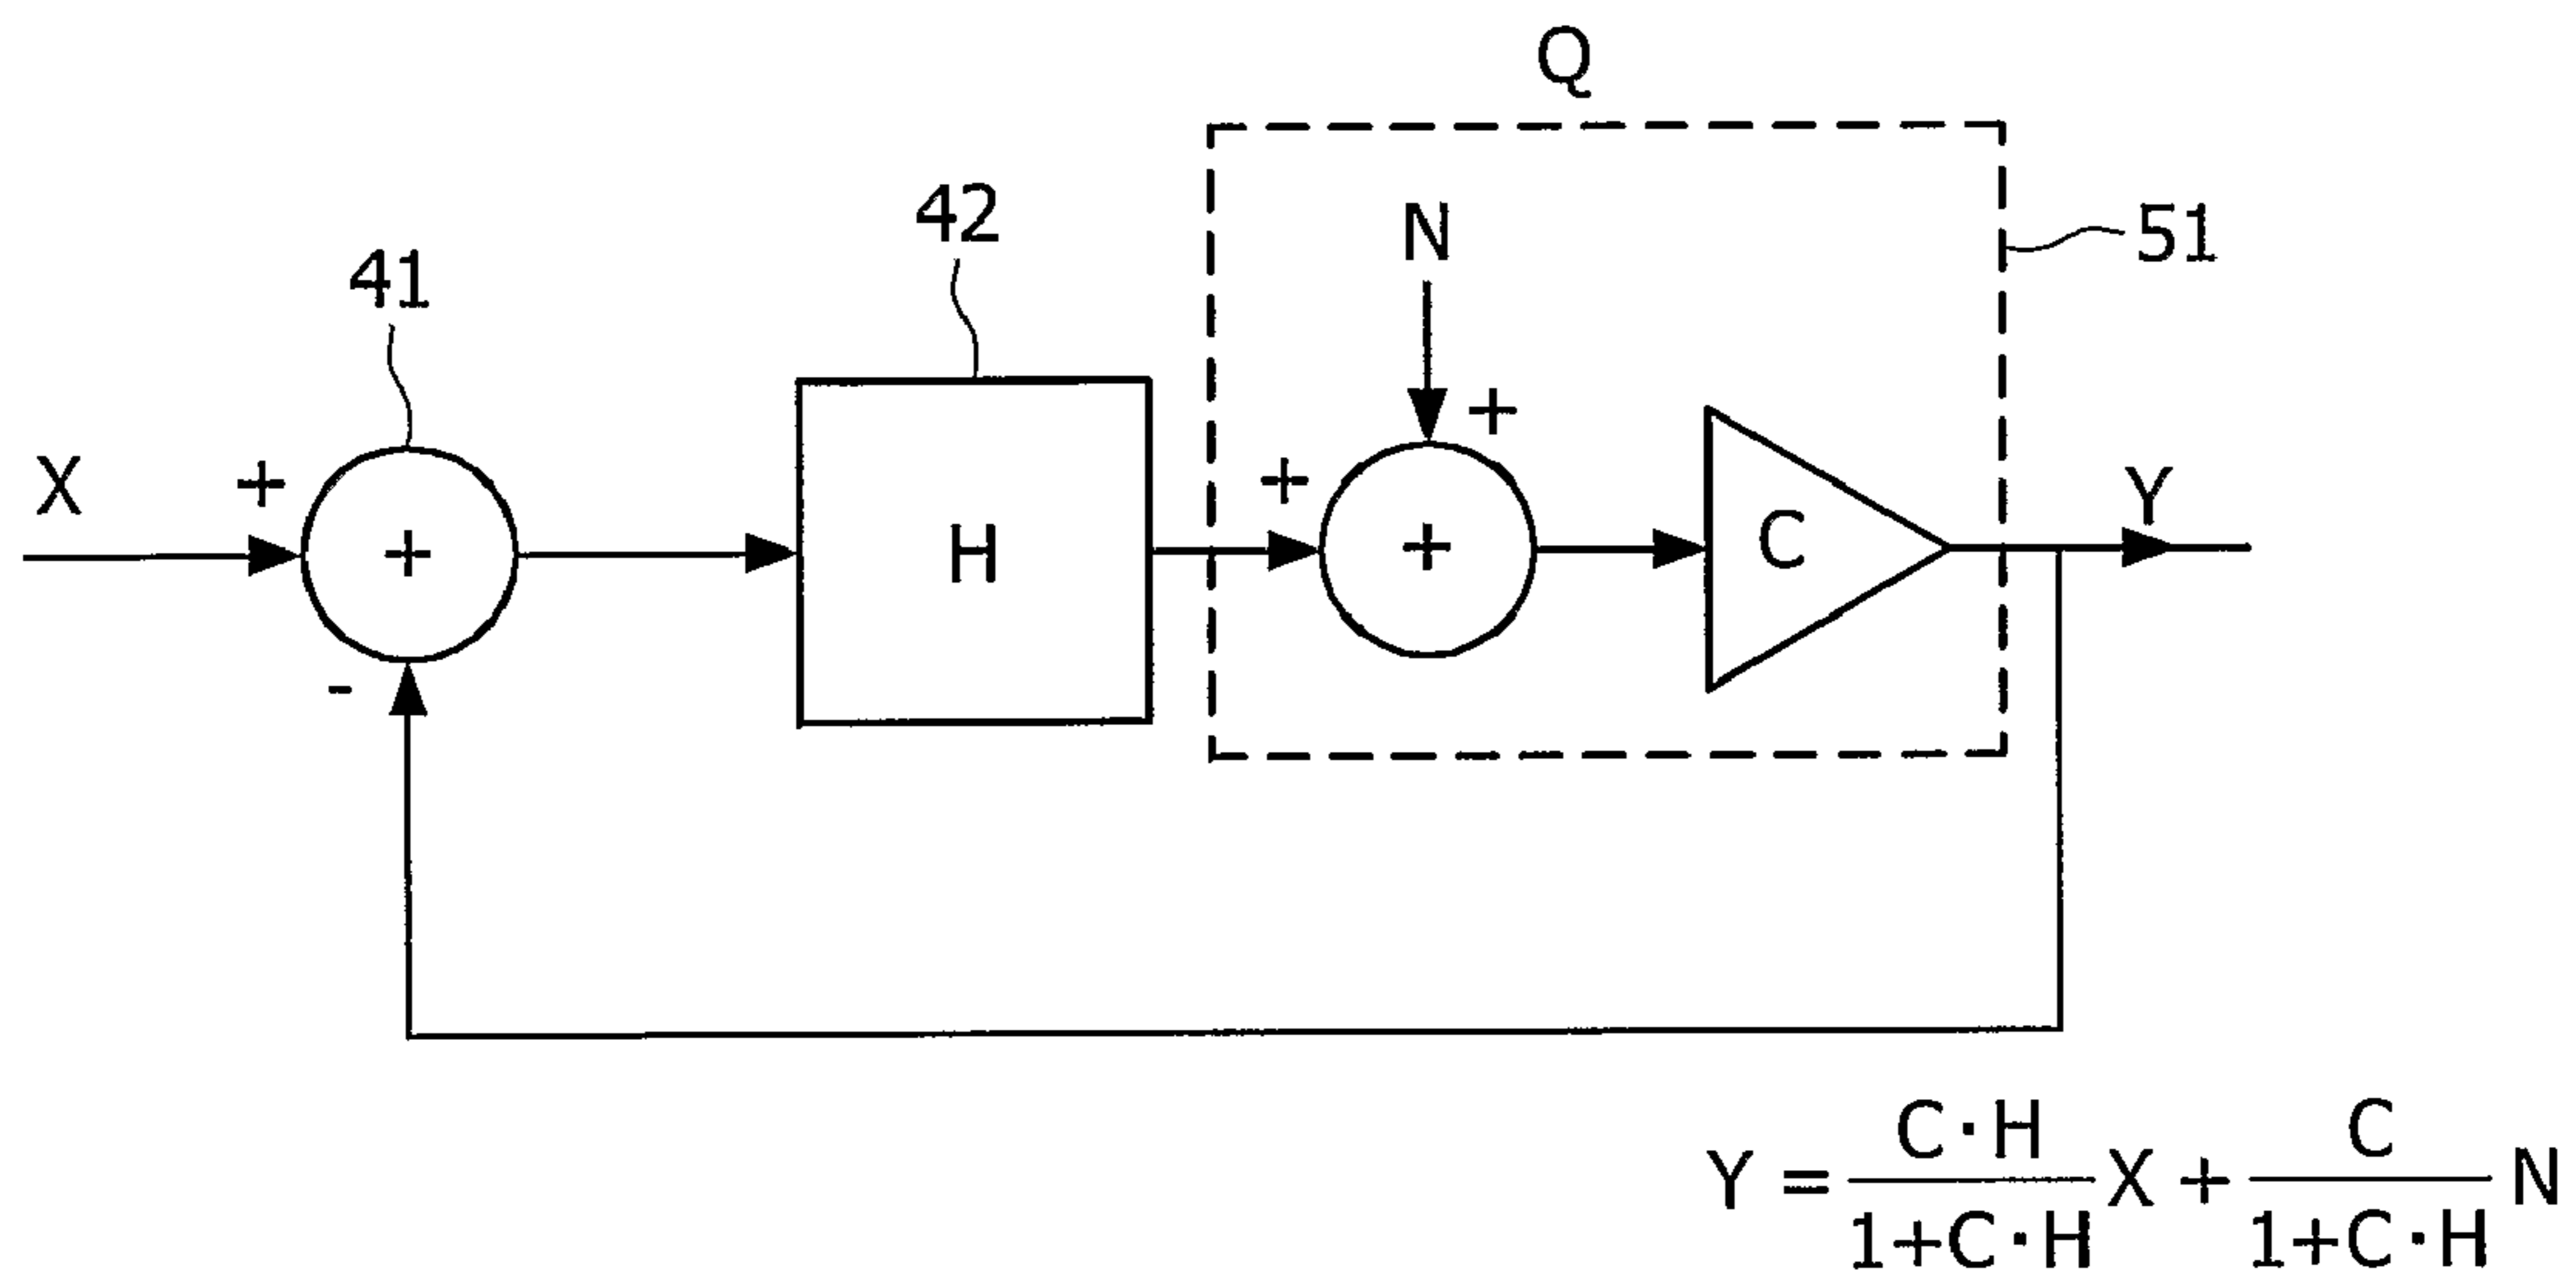 Q
42
N
51
41
+
X
+
+
Y
+
H
+
C
-
Y = C·H/1+C·H X + C/1+C·H N